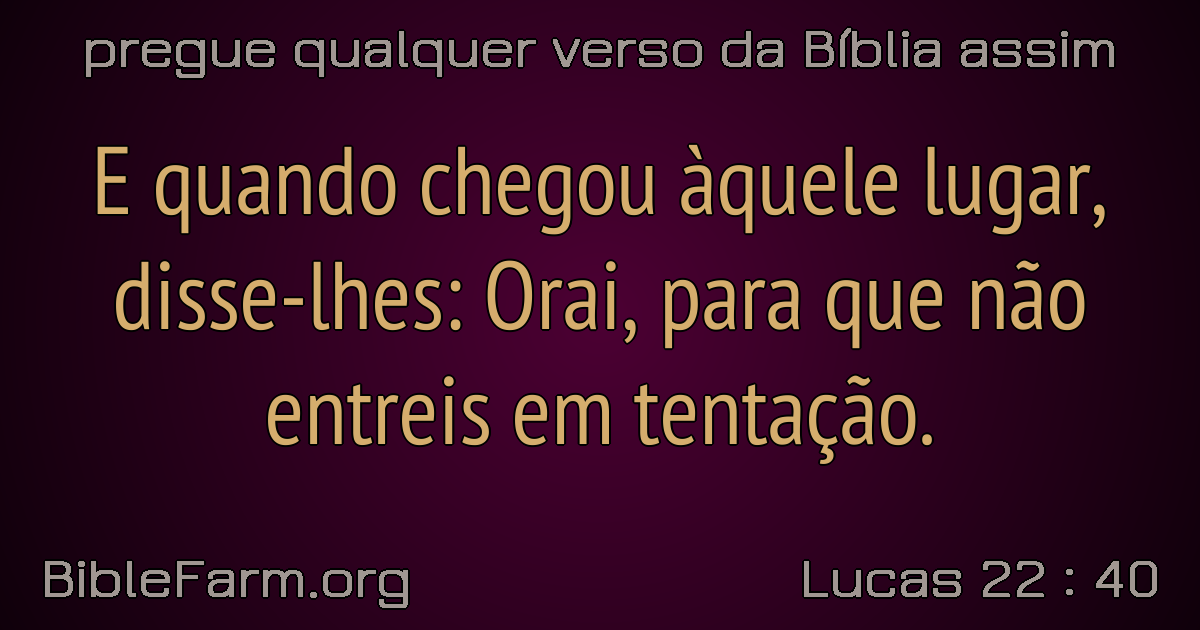 pregue qualquer verso da Bíblia assim
E quando chegou àquele lugar,
disse-lhes: Orai, para que não
entreis em tentação.
BibleFarm.org
Lucas 22 : 40